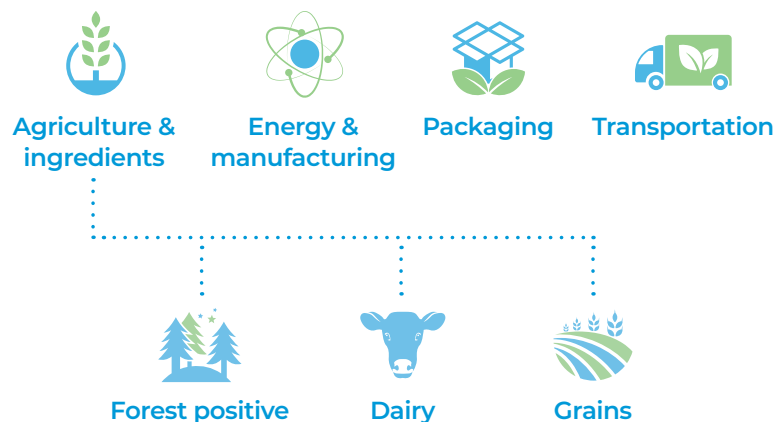 Agriculture &
ingredients
Energy &
manufacturing
Packaging
Transportation
Forest positive
Dairy
Grains